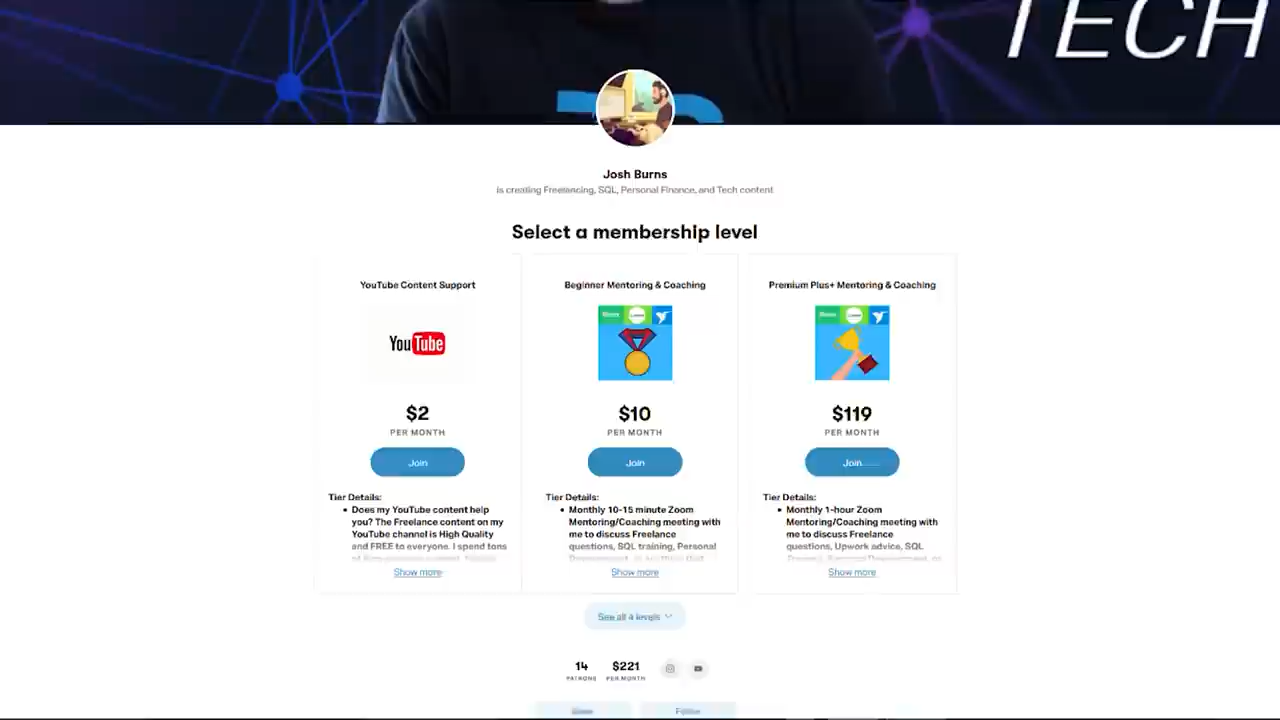 TECH
Josh Burns
is creating Freelancing, SQL, Personal Finance, and Tech content
Select a membership level
YouTube Content Support
YouTube
$2
PER MONTH
Join
Tier Details:
• Does my YouTube content help
you? The Freelance content on my
YouTube channel is High Quality
and FREE to everyone. I spend tons
Show more
Beginner Mentoring & Coaching
$10
PER MONTH
Join
Tier Details:
• Monthly 10-15 minute Zoom
Mentoring/Coaching meeting with
me to discuss Freelance
questions, SQL training, Personal
Show more
Premium Plus+ Mentoring & Coaching
$119
PER MONTH
Join
Tier Details:
• Monthly 1-hour Zoom
Mentoring/Coaching meeting with
me to discuss Freelance
questions, Upwork advice, SQL
Show more
See all 4 levels
14
PATRONS
$221
PER MONTH
Follow